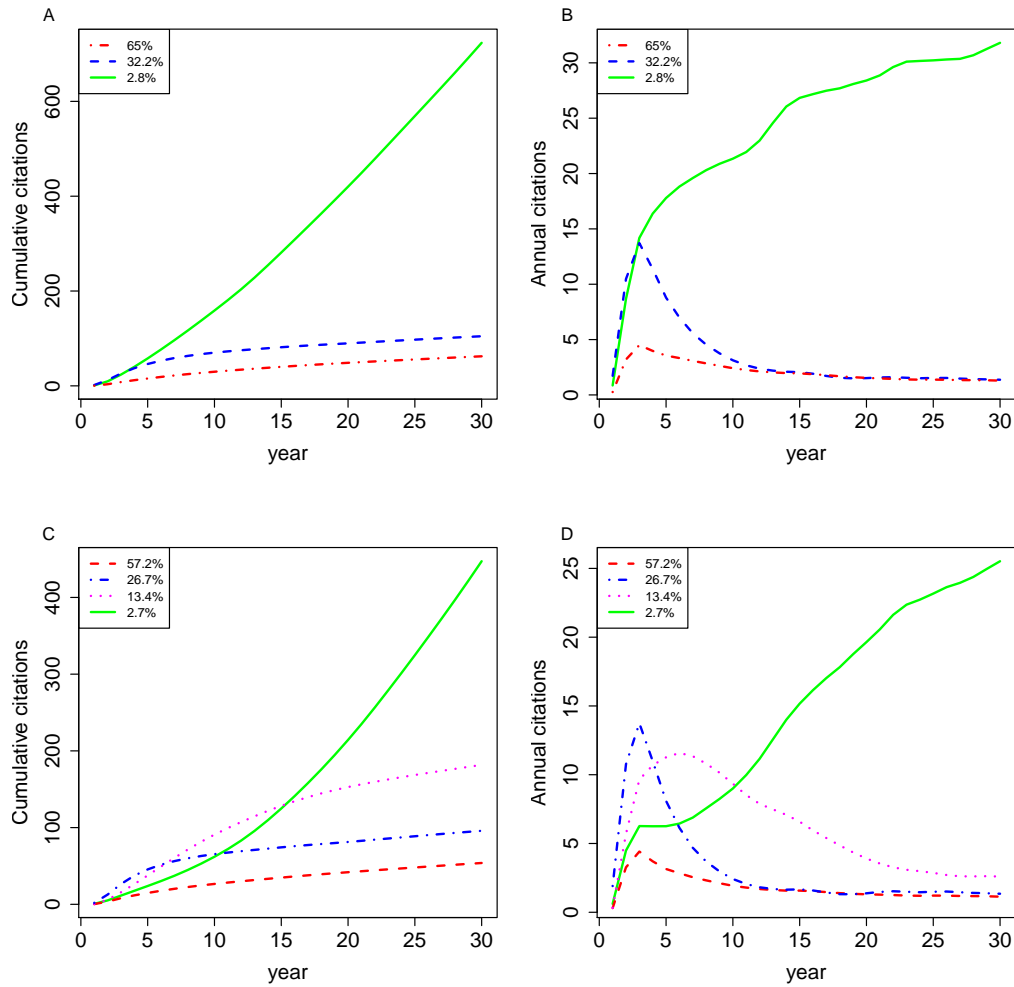 A
65%
32.2%
2.8%
Cumulative citations
0 200 400 600
0 5 10 15 20 25 30
year
B
65%
32.2%
2.8%
Annual citations
0 5 10 15 20 25 30
0 5 10 15 20 25 30
year
C
57.2%
26.7%
13.4%
2.7%
Cumulative citations
0 100 200 300 400
0 5 10 15 20 25 30
year
D
57.2%
26.7%
13.4%
2.7%
Annual citations
0 5 10 15 20 25
0 5 10 15 20 25 30
year